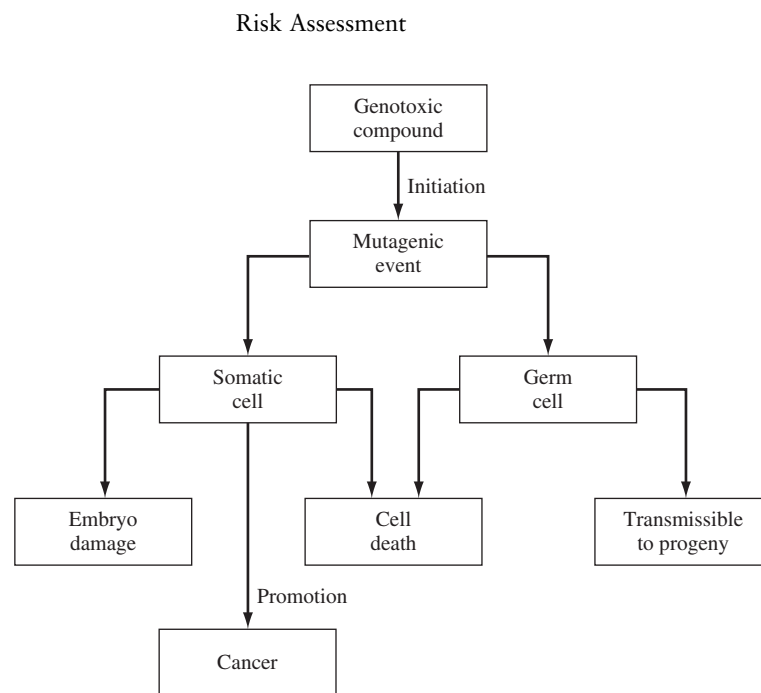 Risk Assessment
Genotoxic
compound
Initiation
Mutagenic
event
Somatic
cell
Germ
cell
Embryo
damage
Cell
death
Transmissible
to progeny
Promotion
Cancer